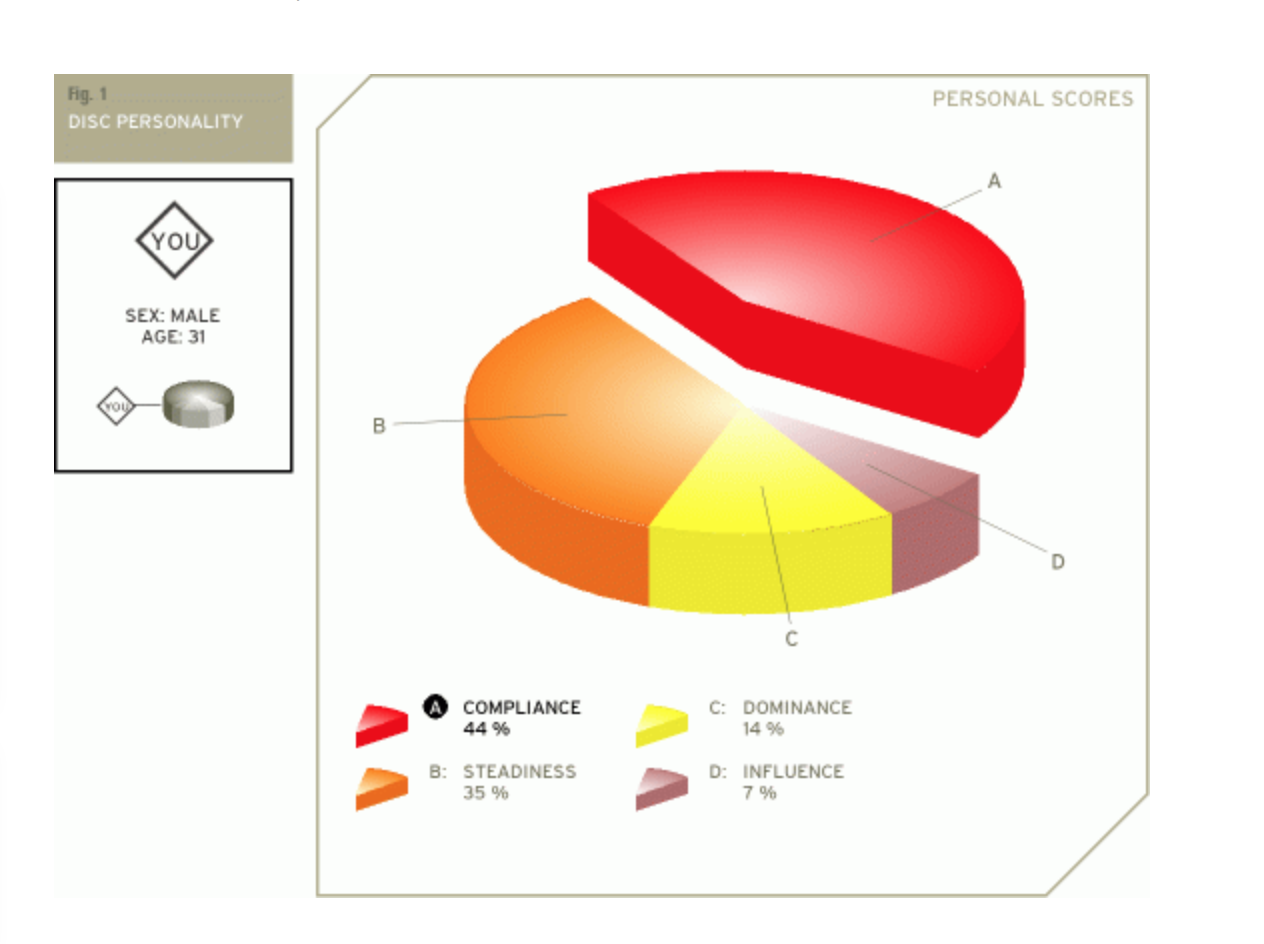 Fig. 1
DISC PERSONALITY
PERSONAL SCORES
YOU
SEX: MALE
AGE: 31
YOU
A
B
C
D
A COMPLIANCE
44 %
B: STEADINESS
35 %
C: DOMINANCE
14 %
D: INFLUENCE
7 %